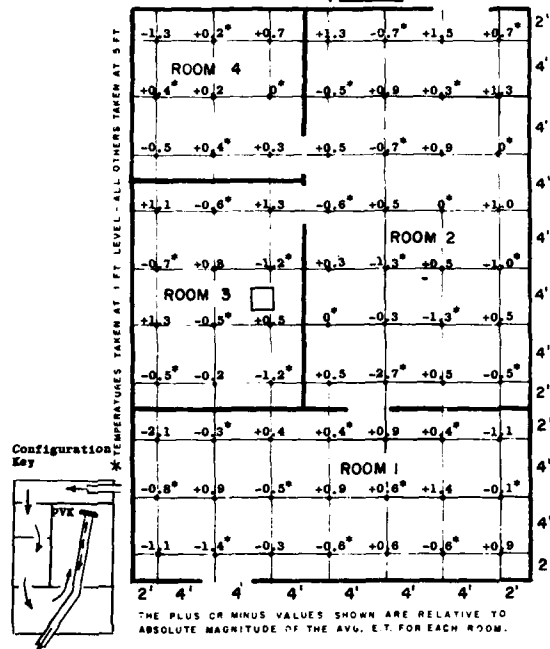 +1.3 +0.2* +0.7 +1.3 -0.7* +1.5 +0.7* 2'
ROOM 4 4'
+0.4* +0.2 0* -0.5* +0.9 +0.3* +1.3
4'
+0.5 +0.4* +0.3 +0.5 -0.7* +0.9 0*
4'
+1.1 -0.6* +1.3 -0.6* +0.5 0* +1.0
ROOM 2 4'
-0.7* +0.8 -1.2* +0.3 -1.3* +0.5 -1.0*
ROOM 3 4'
+1.3 -0.5* +0.5 0* -0.3 -1.3* +0.5
4'
-0.5* -0.2 -1.2* +0.5 -2.7* +0.5 -0.5*
4'
-2.1 -0.3* +0.4 +0.4* +0.9 +0.4* -1.1
ROOM 1 4'
-0.8* +0.9 -0.5* +0.9 +0.6* +1.4 -0.1*
4'
-1.1 -1.4* -0.3 -0.6* +0.6 -0.6* +0.9
2'
2' 4' 4' 4' 4' 4' 2'
* TEMPERATURES TAKEN AT 1 FT LEVEL - ALL OTHERS TAKEN AT 5 FT
Configuration
Key
PVK
THE PLUS OR MINUS VALUES SHOWN ARE RELATIVE TO
ABSOLUTE MAGNITUDE OF THE AVG. E.T. FOR EACH ROOM.